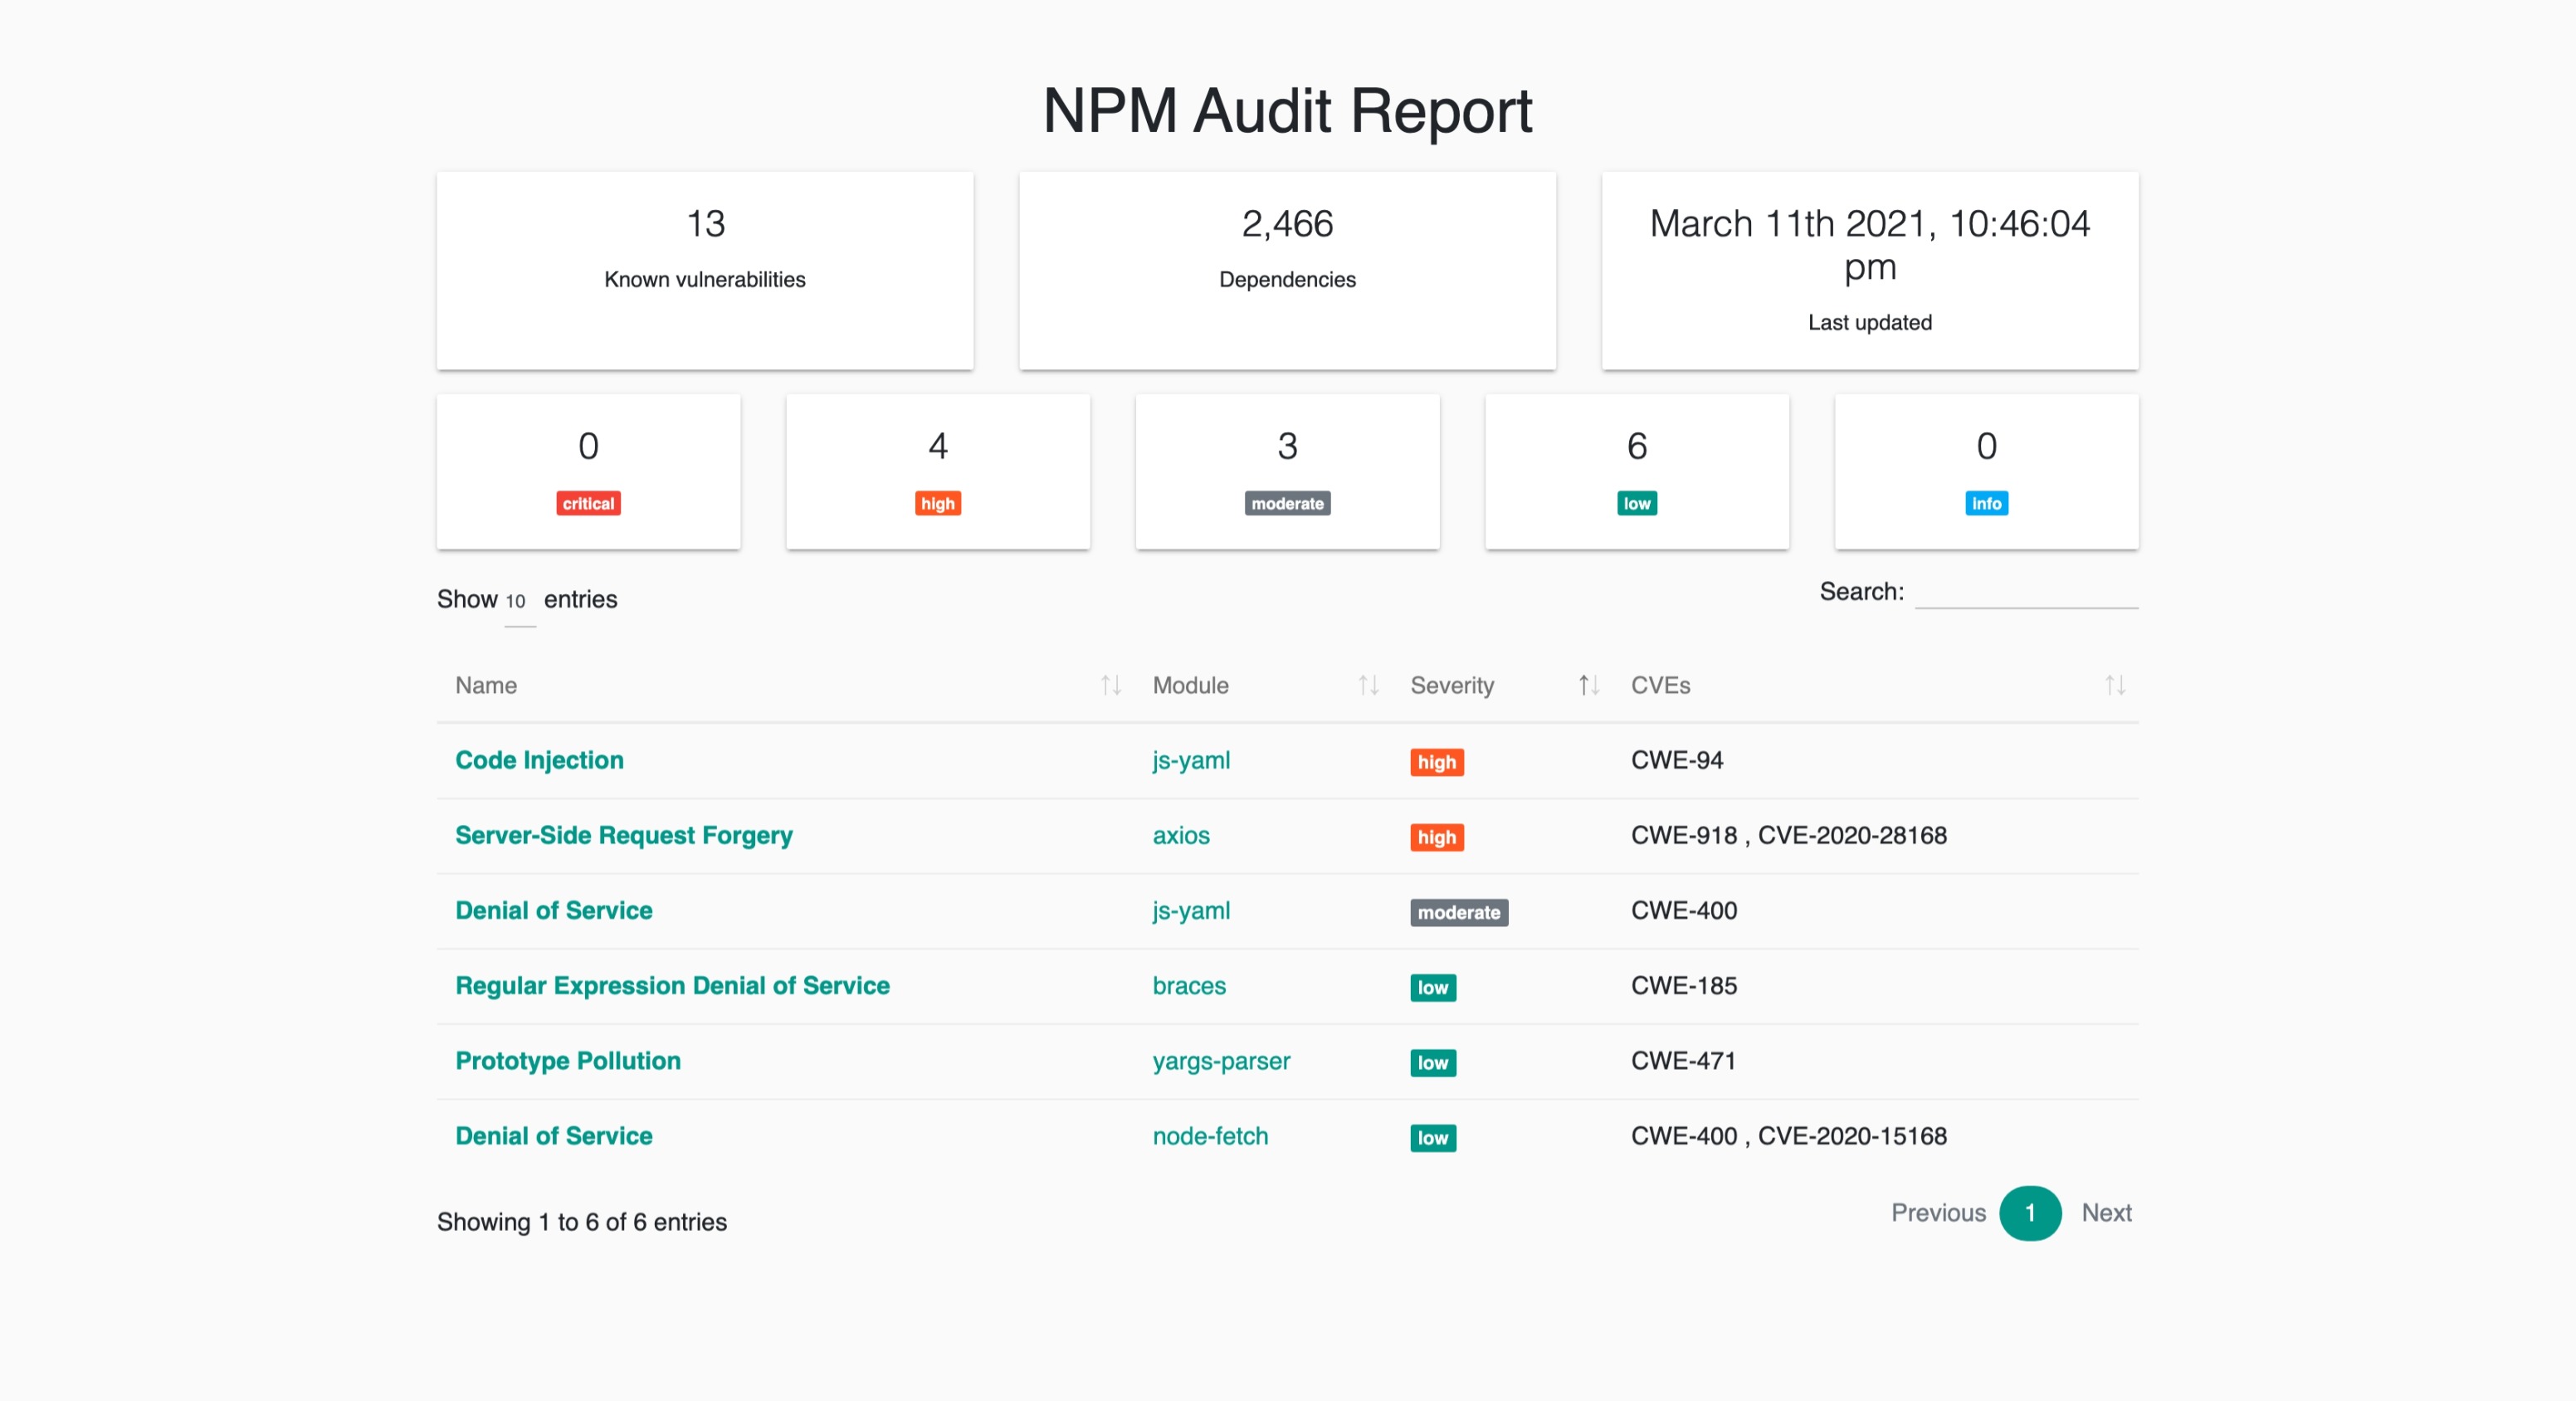 NPM Audit Report
13
Known vulnerabilities
2,466
Dependencies
March 11th 2021, 10:46:04
pm
Last updated
0
critical
4
high
3
moderate
6
low
0
info
Show 10 entries
Search:
Name Module Severity CVEs
Code Injection js-yaml high CWE-94
Server-Side Request Forgery axios high CWE-918 , CVE-2020-28168
Denial of Service js-yaml moderate CWE-400
Regular Expression Denial of Service braces low CWE-185
Prototype Pollution yargs-parser low CWE-471
Denial of Service node-fetch low CWE-400 , CVE-2020-15168
Showing 1 to 6 of 6 entries
Previous 1 Next